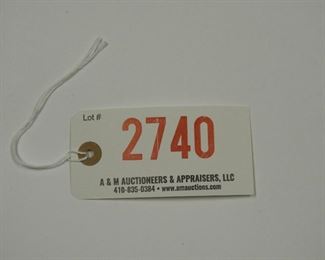 Lot #
2740
A & M AUCTIONEERS & APPRAISERS, LLC
410-835-0384 • www.amauctions.com